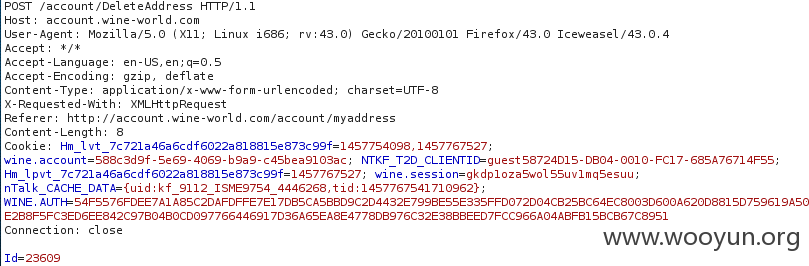 POST /account/DeleteAddress HTTP/1.1
Host: account.wine-world.com
User-Agent: Mozilla/5.0 (X11; Linux i686; rv:43.0) Gecko/20100101 Firefox/43.0 Iceweasel/43.0.4
Accept: */*
Accept-Language: en-US,en;q=0.5
Accept-Encoding: gzip, deflate
Content-Type: application/x-www-form-urlencoded; charset=UTF-8
X-Requested-With: XMLHttpRequest
Referer: http://account.wine-world.com/account/myaddress
Content-Length: 8
Cookie: Hm_lvt_7c721a46a6cdf6022a818815e873c99f=1457754098,1457767527;
wine.account=588c3d9f-5e69-4069-b9a9-c45bea9103ac; NTKF_T2D_CLIENTID=guest58724D15-DB04-0010-FC17-685A76714F55;
Hm_lpvt_7c721a46a6cdf6022a818815e873c99f=1457767527; wine.session=gkdp1oza5wol55uv1mq5esuu;
nTalk_CACHE_DATA={uid:kf_9112_ISME9754_4446268,tid:1457767541710962};
WINE.AUTH=54F5576FDEE7A1A85C2DAFDFFE7E17DB5CA5BBD9C2D4432E799BE55E335FFD072D04CB25BC64EC8003D600A620D8815D759619A50
E2B8F5FC3ED6EE842C97B04B0CD097766446917D36A65EA8E4778DB976C32E38BBEED7FCC966A04ABFB15BCB67C8951
Connection: close
www.wooyun.org
Id=23609